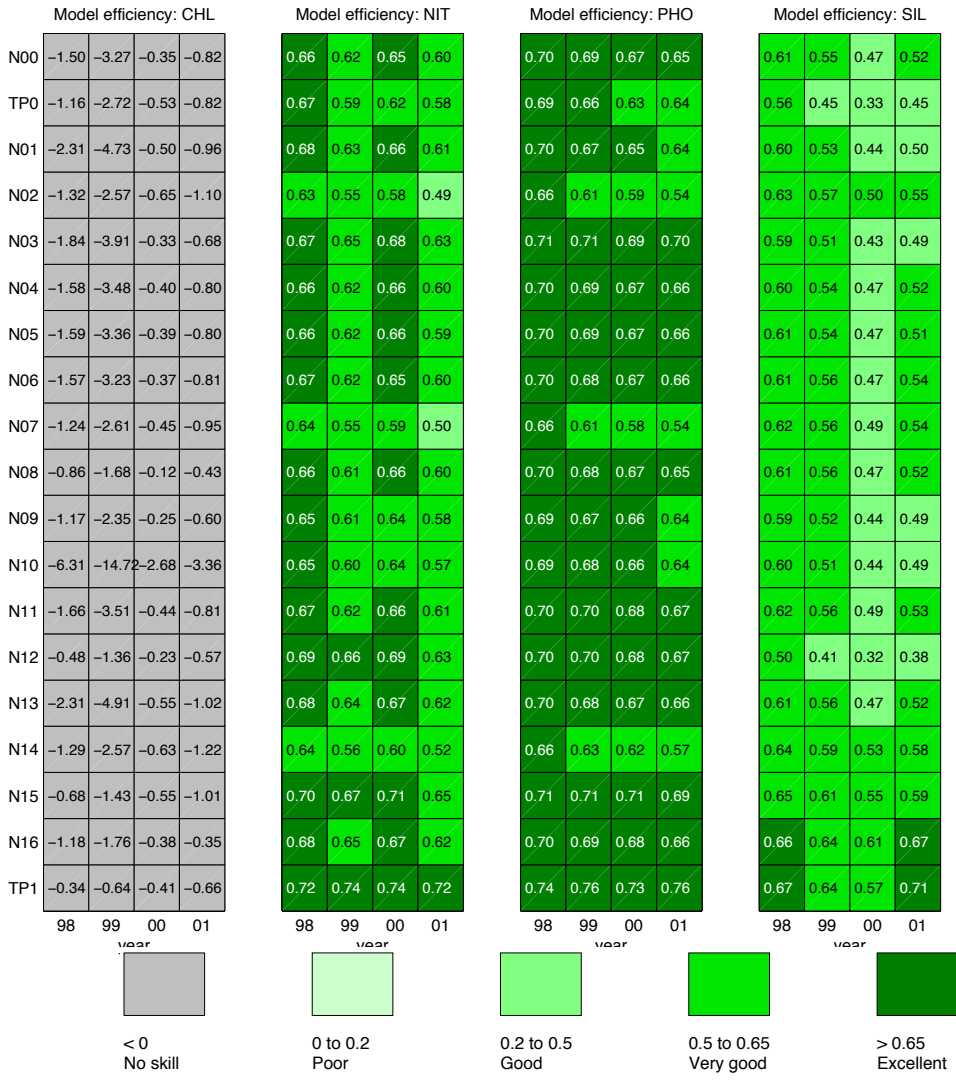 Model efficiency: CHL Model efficiency: NIT Model efficiency: PHO Model efficiency: SIL
N00 −1.50 −3.27 −0.35 −0.82 0.66 0.62 0.65 0.60 0.70 0.69 0.67 0.65 0.61 0.55 0.47 0.52
TP0 −1.16 −2.72 −0.53 −0.82 0.67 0.59 0.62 0.58 0.69 0.66 0.63 0.64 0.56 0.45 0.33 0.45
N01 −2.31 −4.73 −0.50 −0.96 0.68 0.63 0.66 0.61 0.70 0.67 0.65 0.64 0.60 0.53 0.44 0.50
N02 −1.32 −2.57 −0.65 −1.10 0.63 0.55 0.58 0.49 0.66 0.61 0.59 0.54 0.63 0.57 0.50 0.55
N03 −1.84 −3.91 −0.33 −0.68 0.67 0.65 0.68 0.63 0.71 0.71 0.69 0.70 0.59 0.51 0.43 0.49
N04 −1.58 −3.48 −0.40 −0.80 0.66 0.62 0.66 0.60 0.70 0.69 0.67 0.66 0.60 0.54 0.47 0.52
N05 −1.59 −3.36 −0.39 −0.80 0.66 0.62 0.66 0.59 0.70 0.69 0.67 0.66 0.61 0.54 0.47 0.51
N06 −1.57 −3.23 −0.37 −0.81 0.67 0.62 0.65 0.60 0.70 0.68 0.67 0.66 0.61 0.56 0.47 0.54
N07 −1.24 −2.61 −0.45 −0.95 0.64 0.55 0.59 0.50 0.66 0.61 0.58 0.54 0.62 0.56 0.49 0.54
N08 −0.86 −1.68 −0.12 −0.43 0.66 0.61 0.66 0.60 0.70 0.68 0.67 0.65 0.61 0.56 0.47 0.52
N09 −1.17 −2.35 −0.25 −0.60 0.65 0.61 0.64 0.58 0.69 0.67 0.66 0.64 0.59 0.52 0.44 0.49
N10 −6.31 −14.72 −2.68 −3.36 0.65 0.60 0.64 0.57 0.69 0.68 0.66 0.64 0.60 0.51 0.44 0.49
N11 −1.66 −3.51 −0.44 −0.81 0.67 0.62 0.66 0.61 0.70 0.70 0.68 0.67 0.62 0.56 0.49 0.53
N12 −0.48 −1.36 −0.23 −0.57 0.69 0.66 0.69 0.63 0.70 0.70 0.68 0.67 0.50 0.41 0.32 0.38
N13 −2.31 −4.91 −0.55 −1.02 0.68 0.64 0.67 0.62 0.70 0.68 0.67 0.66 0.61 0.56 0.47 0.52
N14 −1.29 −2.57 −0.63 −1.22 0.64 0.56 0.60 0.52 0.66 0.63 0.62 0.57 0.64 0.59 0.53 0.58
N15 −0.68 −1.43 −0.55 −1.01 0.70 0.67 0.71 0.65 0.71 0.71 0.71 0.69 0.65 0.61 0.55 0.59
N16 −1.18 −1.76 −0.38 −0.35 0.68 0.65 0.67 0.62 0.70 0.69 0.68 0.66 0.66 0.64 0.61 0.67
TP1 −0.34 −0.64 −0.41 −0.66 0.72 0.74 0.74 0.72 0.74 0.76 0.73 0.76 0.67 0.64 0.57 0.71
98 99 00 01 98 99 00 01 98 99 00 01 98 99 00 01
year year year year
< 0 0 to 0.2 0.2 to 0.5 0.5 to 0.65 > 0.65
No skill Poor Good Very good Excellent